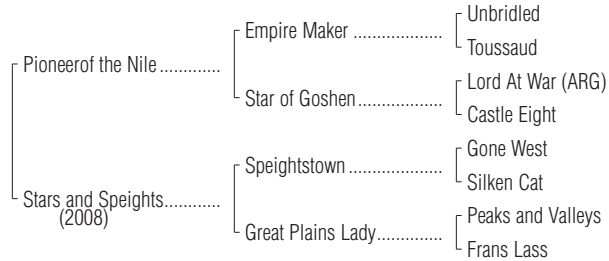 Unbridled
Empire Maker ..................
Toussaud
Pioneerof the Nile ............
Lord At War (ARG)
Star of Goshen .................
Castle Eight
Gone West
Speightstown ...................
Silken Cat
Stars and Speights ...........
(2008)
Peaks and Valleys
Great Plains Lady .............
Frans Lass